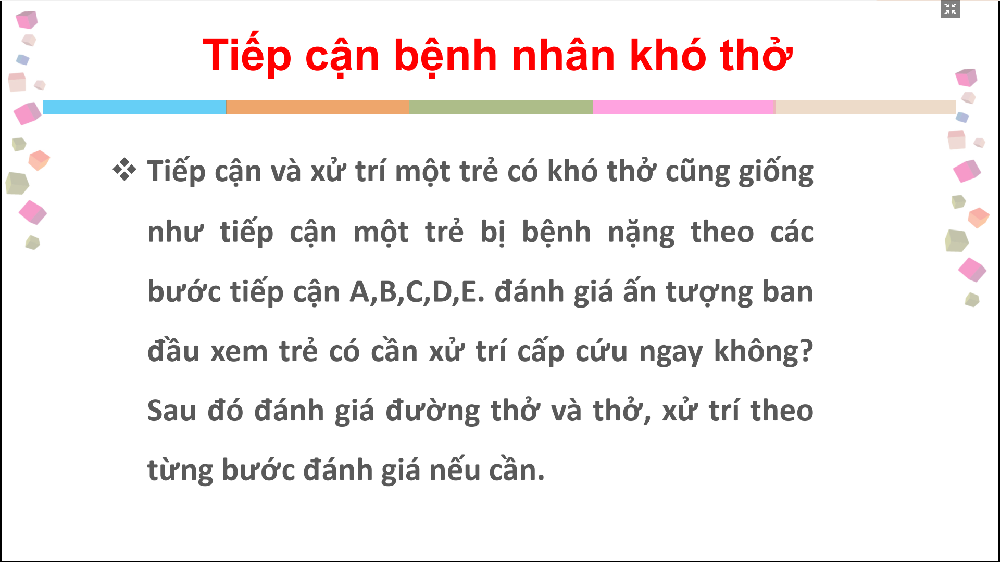 Tiếp cận bệnh nhân khó thở
❖ Tiếp cận và xử trí một trẻ có khó thở cũng giống
như tiếp cận một trẻ bị bệnh nặng theo các
bước tiếp cận A,B,C,D,E. đánh giá ấn tượng ban
đầu xem trẻ có cần xử trí cấp cứu ngay không?
Sau đó đánh giá đường thở và thở, xử trí theo
từng bước đánh giá nếu cần.